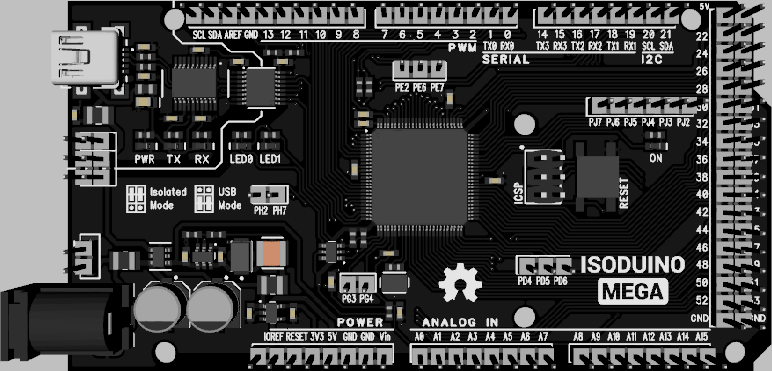 SCL SDA AREF GND 13 12 11 10 9 8
7 6 5 4 3 2 1 0
14 15 16 17 18 19 20 21
PWM TX0 RX0
TX3 RX3 TX2 RX2 TX1 RX1 SCL SDA
SERIAL I2C
5V
22
24
26
28
30
32
34
36
38
40
42
44
46
48
50
52
GND
PE2 PE6 PE7
PJ7 PJ6 PJ5 PJ4 PJ3 PJ2
PWR TX RX LED0 LED1
ON
Isolated
Mode
USB
Mode
PH2 PH7
ICSP
RESET
PG3 PG4
PD4 PD5 PD6
ISODUINO
MEGA
POWER
ANALOG IN
IOREF RESET 3V3 5V GND GND Vin
A0 A1 A2 A3 A4 A5 A6 A7
A8 A9 A10 A11 A12 A13 A14 A15